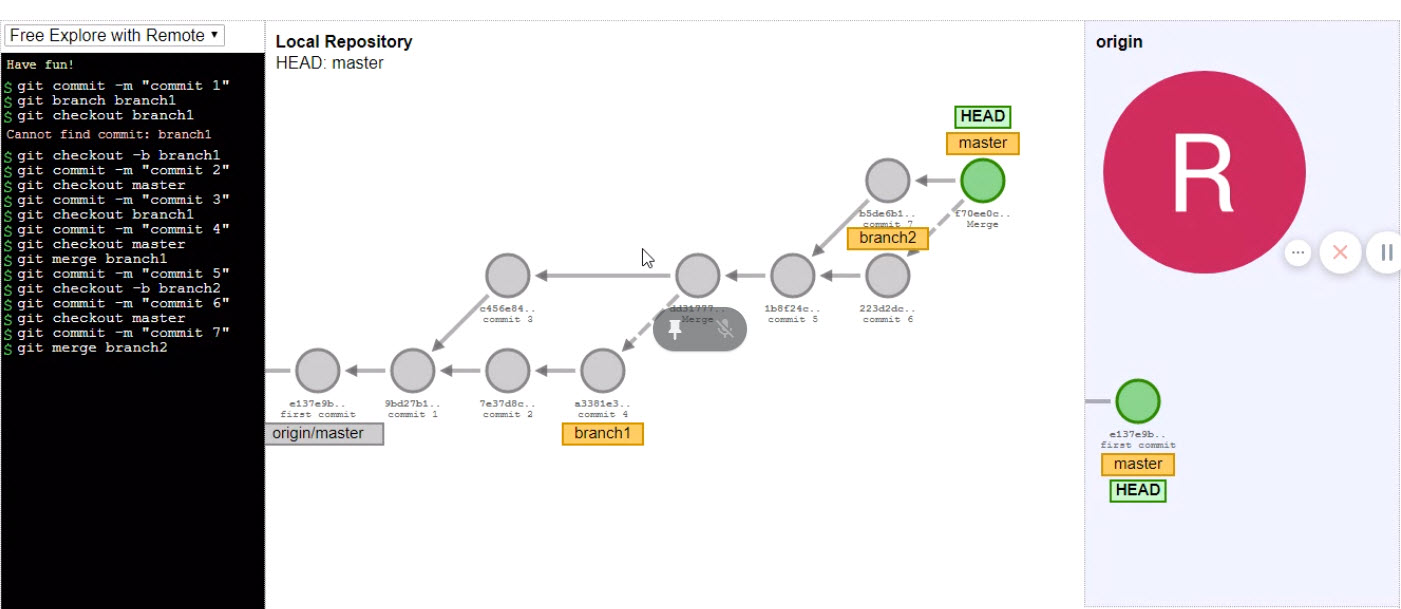 Free Explore with Remote
Have fun!
$ git commit -m "commit 1"
$ git branch branch1
$ git checkout branch1
Cannot find commit: branch1
$ git checkout -b branch1
$ git commit -m "commit 2"
$ git checkout master
$ git commit -m "commit 3"
$ git checkout branch1
$ git commit -m "commit 4"
$ git checkout master
$ git merge branch1
$ git commit -m "commit 5"
$ git checkout -b branch2
$ git commit -m "commit 6"
$ git checkout master
$ git commit -m "commit 7"
$ git merge branch2
Local Repository
HEAD: master
HEAD
master
b5de6b1..
commit 7
f70ee0c..
Merge
branch2
c456e84..
commit 3
dd31777..
Merge
1b8f24c..
commit 5
223d2dc..
commit 6
e137e9b..
first commit
9bd27b1..
commit 1
7e37d8c..
commit 2
a3381e3..
commit 4
origin/master
branch1
origin
R
e137e9b..
first commit
master
HEAD